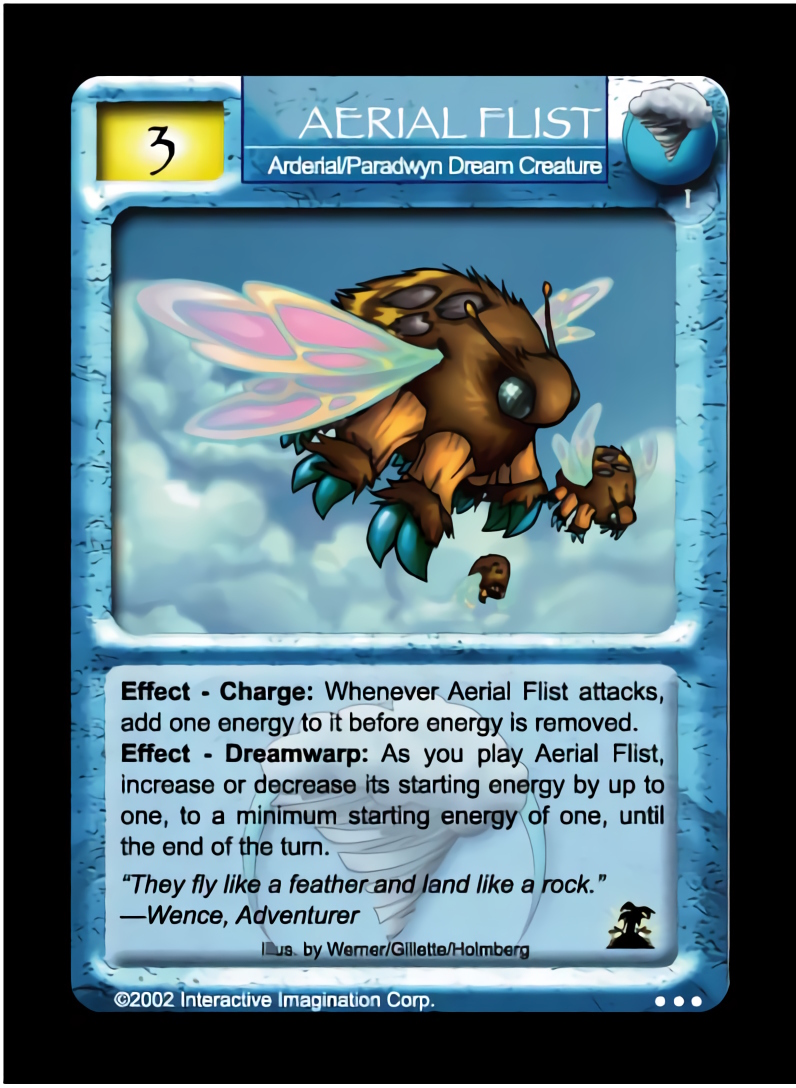 3
AERIAL FLIST
Arderial/Paradwyn Dream Creature
I
Effect - Charge: Whenever Aerial Flist attacks,
add one energy to it before energy is removed.
Effect - Dreamwarp: As you play Aerial Flist,
increase or decrease its starting energy by up to
one, to a minimum starting energy of one, until
the end of the turn.
“They fly like a feather and land like a rock.”
—Wence, Adventurer
Illus. by Werner/Gillette/Holmberg
©2002 Interactive Imagination Corp.